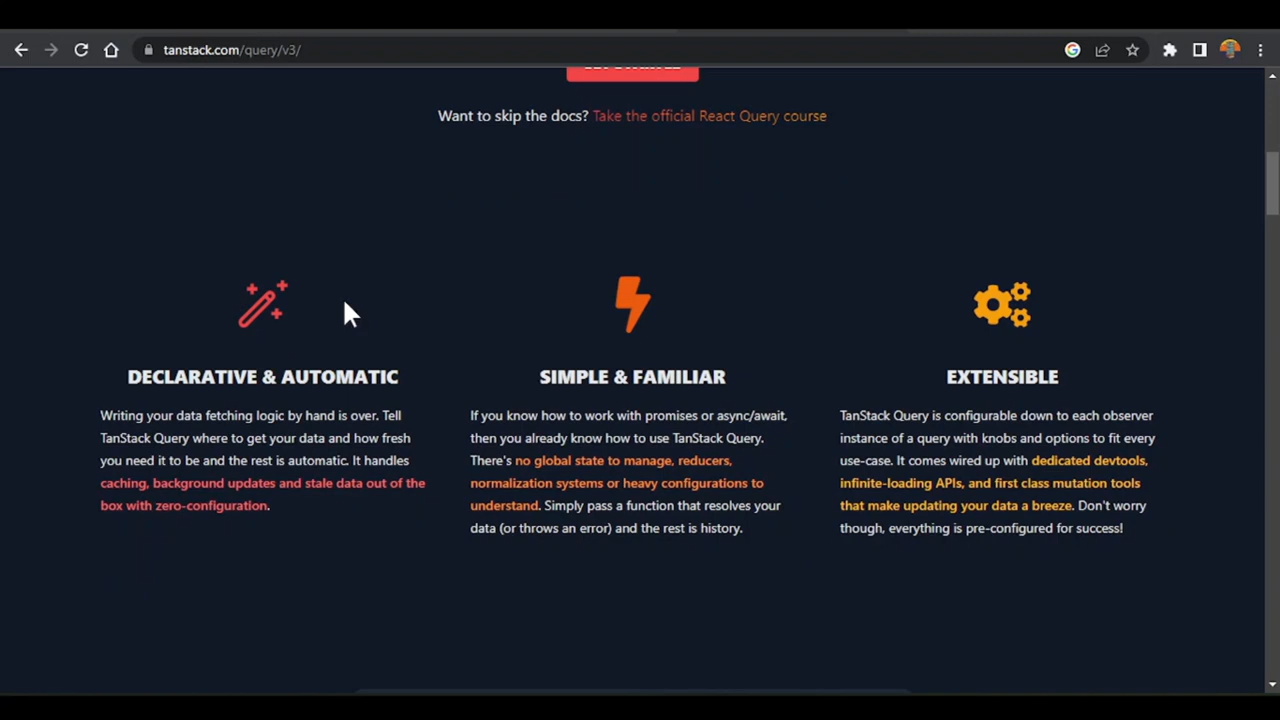 tanstack.com/query/v3/
Want to skip the docs? Take the official React Query course
DECLARATIVE & AUTOMATIC
Writing your data fetching logic by hand is over. Tell
TanStack Query where to get your data and how fresh
you need it to be and the rest is automatic. It handles
caching, background updates and stale data out of the
box with zero-configuration.
SIMPLE & FAMILIAR
If you know how to work with promises or async/await,
then you already know how to use TanStack Query.
There's no global state to manage, reducers,
normalization systems or heavy configurations to
understand. Simply pass a function that resolves your
data (or throws an error) and the rest is history.
EXTENSIBLE
TanStack Query is configurable down to each observer
instance of a query with knobs and options to fit every
use-case. It comes wired up with dedicated devtools,
infinite-loading APIs, and first class mutation tools
that make updating your data a breeze. Don't worry
though, everything is pre-configured for success!